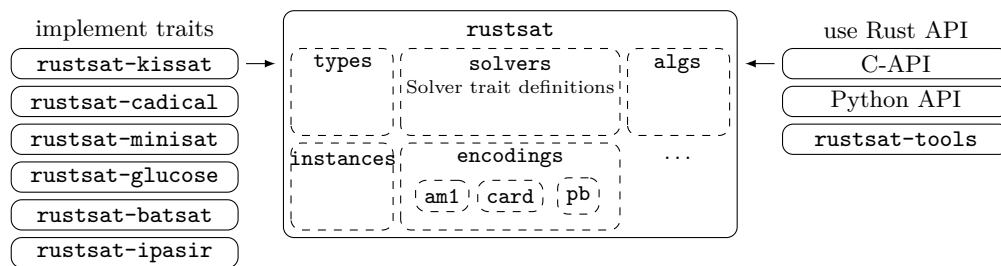 implement traits
rustsat-kissat
rustsat-cadical
rustsat-minisat
rustsat-glucose
rustsat-batsat
rustsat-ipasir
rustsat
types
solvers
Solver trait definitions
algs
instances
encodings
am1
card
pb
...
use Rust API
C-API
Python API
rustsat-tools